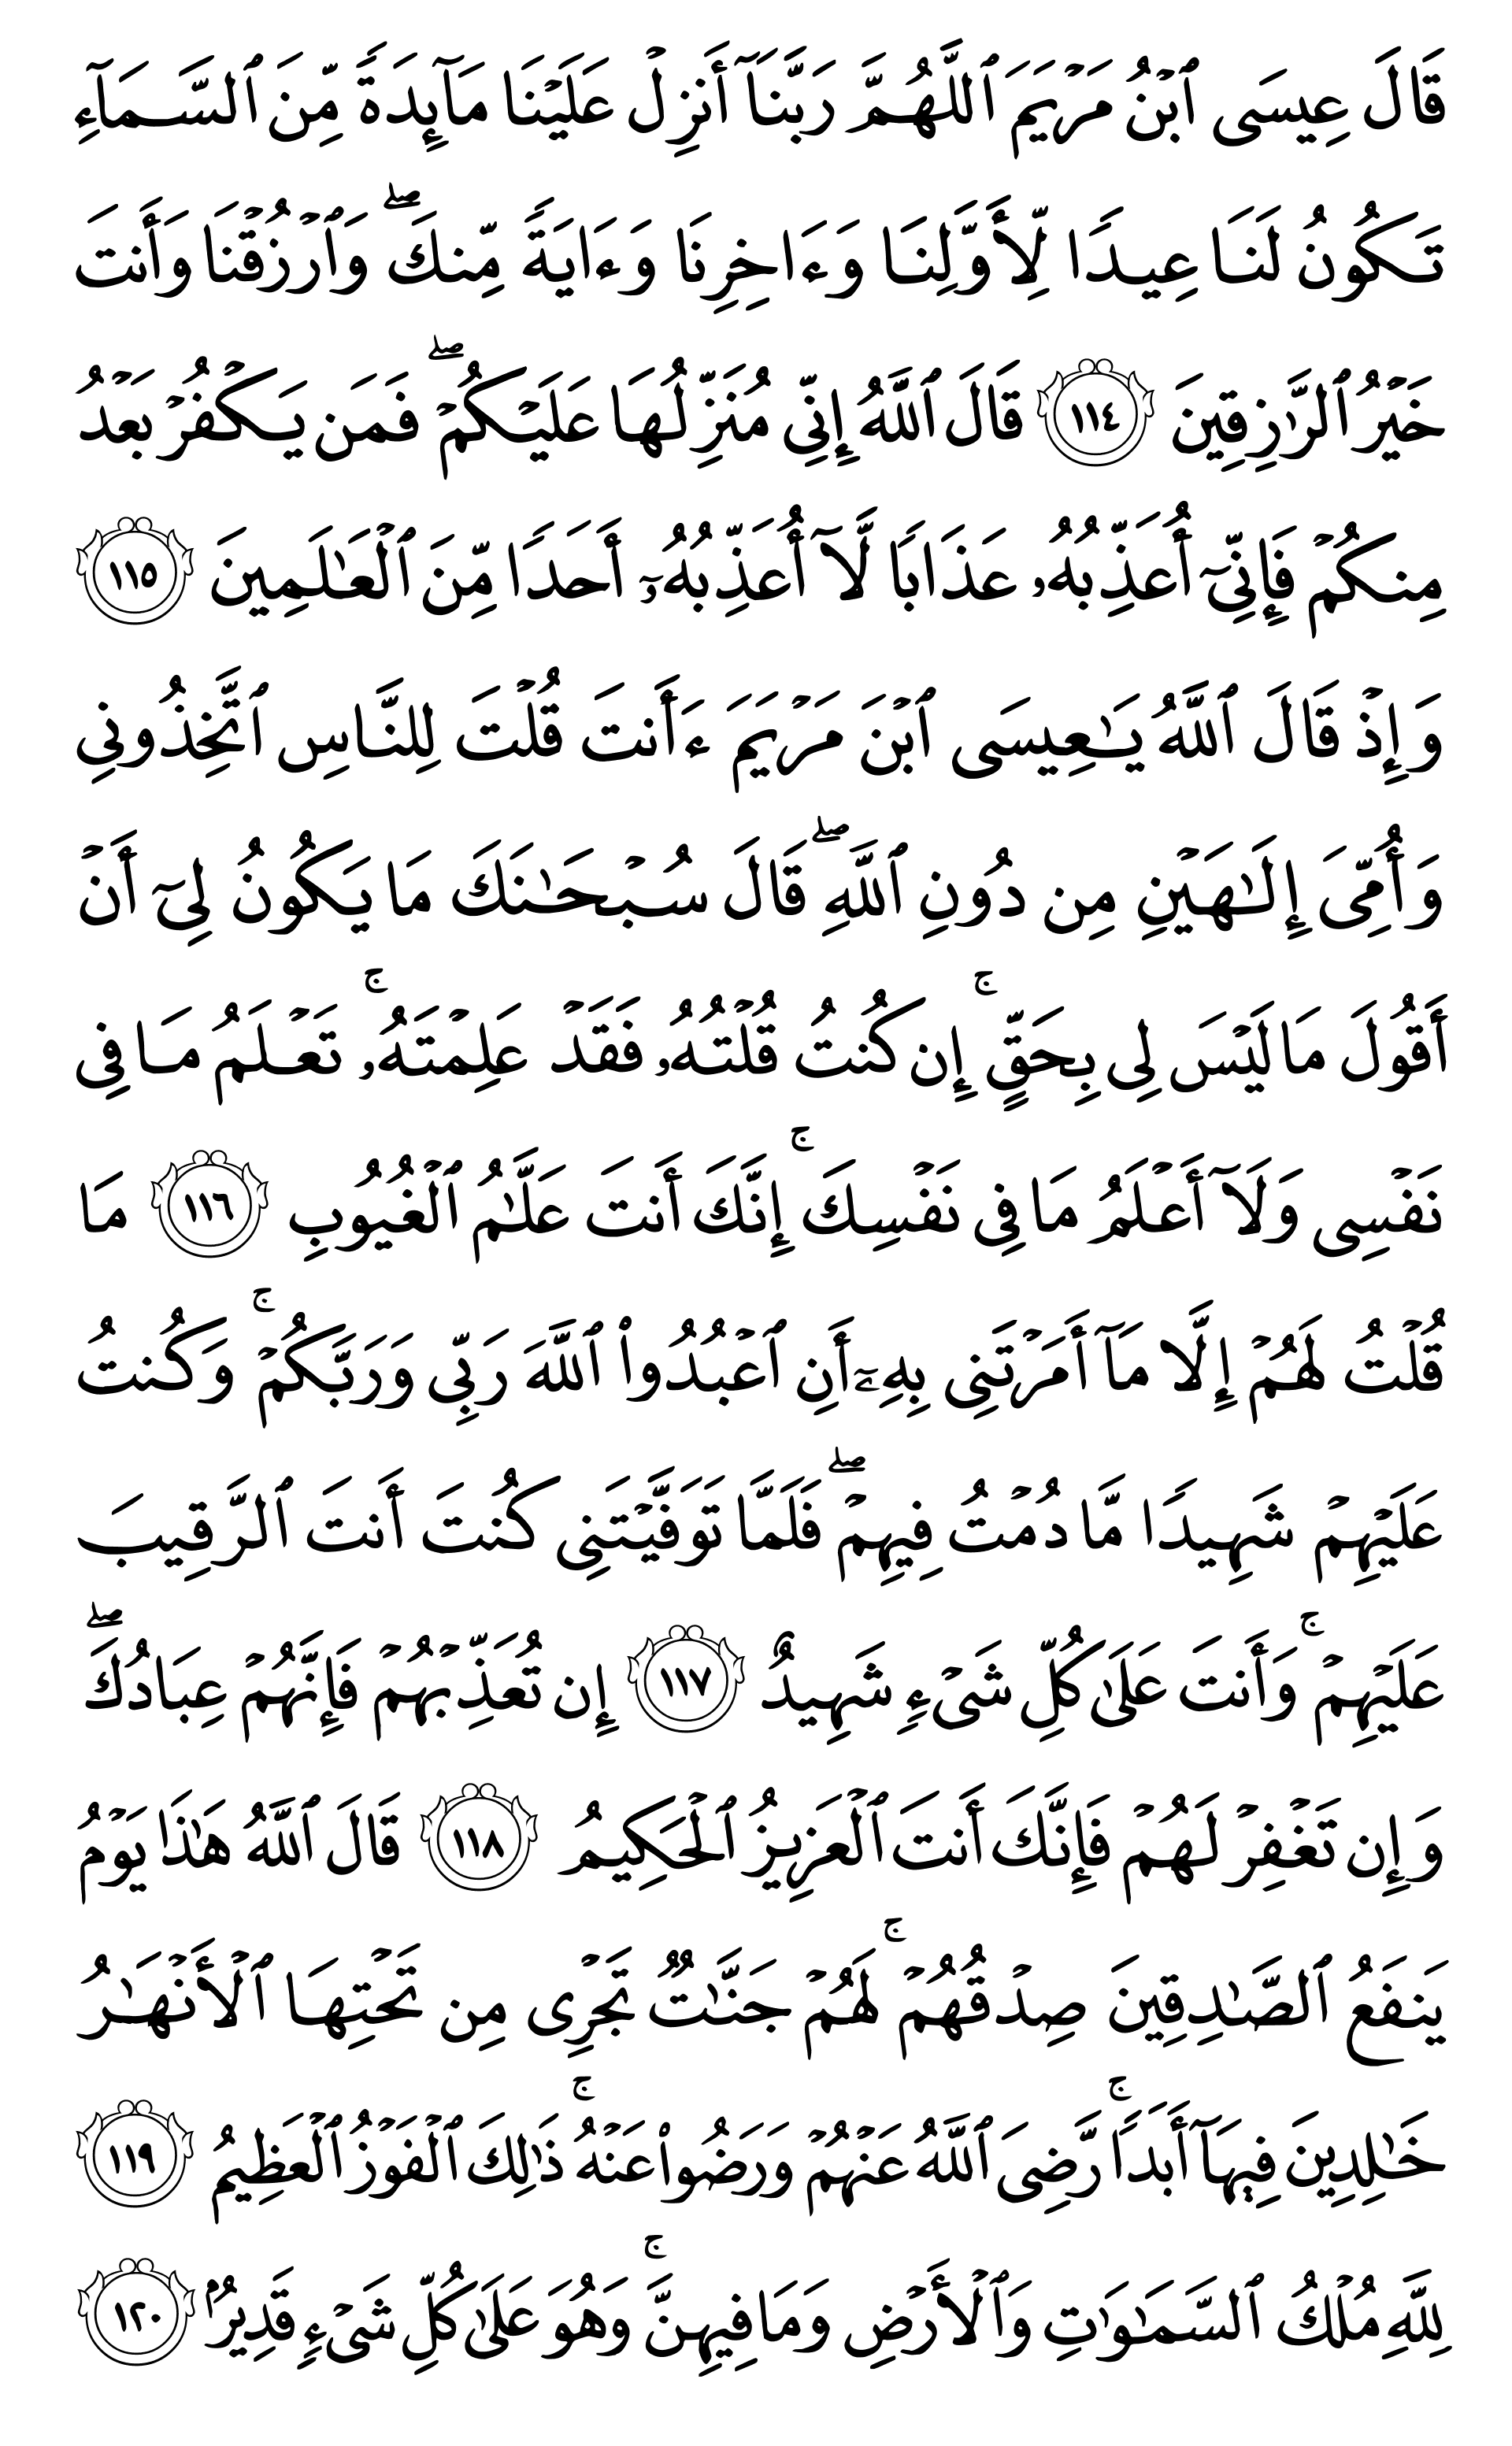 قَالَ عِيسَى ٱبۡنُ مَرۡيَمَ ٱللَّهُمَّ رَبَّنَآ أَنزِلۡ عَلَيۡنَا مَآئِدَةٗ مِّنَ ٱلسَّمَآءِ
تَكُونُ لَنَا عِيدٗا لِّأَوَّلِنَا وَءَاخِرِنَا وَءَايَةٗ مِّنكَۖ وَٱرۡزُقۡنَا وَأَنتَ
خَيۡرُ ٱلرَّٰزِقِينَ ١١٤ قَالَ ٱللَّهُ إِنِّي مُنَزِّلُهَا عَلَيۡكُمۡۖ فَمَن يَكۡفُرۡ بَعۡدُ
مِنكُمۡ فَإِنِّيٓ أُعَذِّبُهُۥ عَذَابٗا لَّآ أُعَذِّبُهُۥٓ أَحَدٗا مِّنَ ٱلۡعَٰلَمِينَ ١١٥
وَإِذۡ قَالَ ٱللَّهُ يَٰعِيسَى ٱبۡنَ مَرۡيَمَ ءَأَنتَ قُلۡتَ لِلنَّاسِ ٱتَّخِذُونِي
وَأُمِّيَ إِلَٰهَيۡنِ مِن دُونِ ٱللَّهِۖ قَالَ سُبۡحَٰنَكَ مَا يَكُونُ لِيٓ أَنۡ
أَقُولَ مَا لَيۡسَ لِي بِحَقٍّۚ إِن كُنتُ قُلۡتُهُۥ فَقَدۡ عَلِمۡتَهُۥۚ تَعۡلَمُ مَا فِي
نَفۡسِي وَلَآ أَعۡلَمُ مَا فِي نَفۡسِكَۚ إِنَّكَ أَنتَ عَلَّٰمُ ٱلۡغُيُوبِ ١١٦ مَا
قُلۡتُ لَهُمۡ إِلَّا مَآ أَمَرۡتَنِي بِهِۦٓ أَنِ ٱعۡبُدُواْ ٱللَّهَ رَبِّي وَرَبَّكُمۡۚ وَكُنتُ
عَلَيۡهِمۡ شَهِيدٗا مَّا دُمۡتُ فِيهِمۡۖ فَلَمَّا تَوَفَّيۡتَنِي كُنتَ أَنتَ ٱلرَّقِيبَ
عَلَيۡهِمۡۚ وَأَنتَ عَلَىٰ كُلِّ شَيۡءٖ شَهِيدٌ ١١٧ إِن تُعَذِّبۡهُمۡ فَإِنَّهُمۡ عِبَادُكَۖ
وَإِن تَغۡفِرۡ لَهُمۡ فَإِنَّكَ أَنتَ ٱلۡعَزِيزُ ٱلۡحَكِيمُ ١١٨ قَالَ ٱللَّهُ هَٰذَا يَوۡمُ
يَنفَعُ ٱلصَّٰدِقِينَ صِدۡقُهُمۡۚ لَهُمۡ جَنَّٰتٞ تَجۡرِي مِن تَحۡتِهَا ٱلۡأَنۡهَٰرُ
خَٰلِدِينَ فِيهَآ أَبَدٗاۚ رَّضِيَ ٱللَّهُ عَنۡهُمۡ وَرَضُواْ عَنۡهُۚ ذَٰلِكَ ٱلۡفَوۡزُ ٱلۡعَظِيمُ ١١٩
لِلَّهِ مُلۡكُ ٱلسَّمَٰوَٰتِ وَٱلۡأَرۡضِ وَمَا فِيهِنَّۚ وَهُوَ عَلَىٰ كُلِّ شَيۡءٖ قَدِيرُۢ ١٢٠